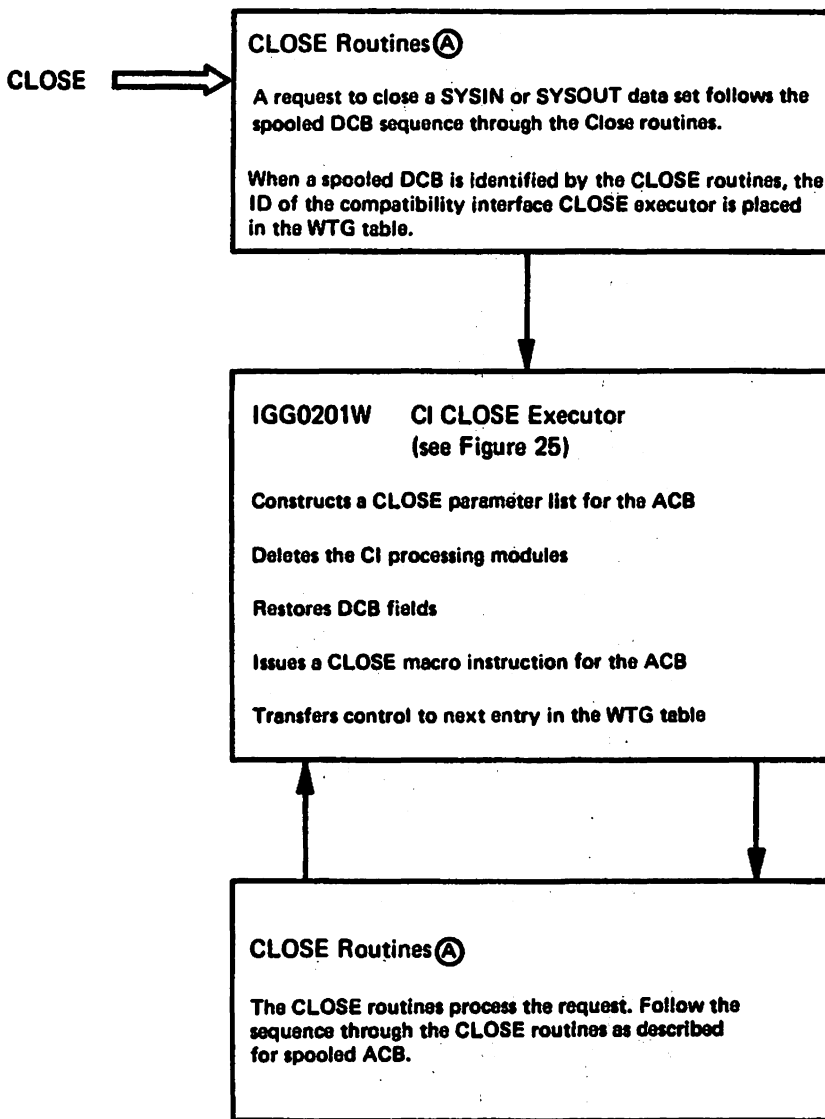 CLOSE Routines Ⓐ
CLOSE
A request to close a SYSIN or SYSOUT data set follows the
spooled DCB sequence through the Close routines.
When a spooled DCB is identified by the CLOSE routines, the
ID of the compatibility interface CLOSE executor is placed
in the WTG table.
IGG0201W CI CLOSE Executor
(see Figure 25)
Constructs a CLOSE parameter list for the ACB
Deletes the CI processing modules
Restores DCB fields
Issues a CLOSE macro instruction for the ACB
Transfers control to next entry in the WTG table
CLOSE Routines Ⓐ
The CLOSE routines process the request. Follow the
sequence through the CLOSE routines as described
for spooled ACB.